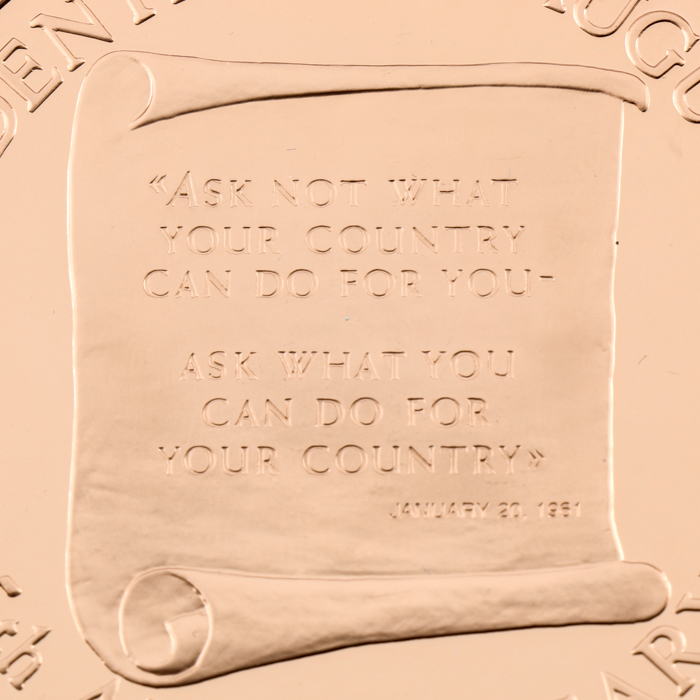 «ASK NOT WHAT
YOUR COUNTRY
CAN DO FOR YOU-
ASK WHAT YOU
CAN DO FOR
YOUR COUNTRY»
JANUARY 20, 1961